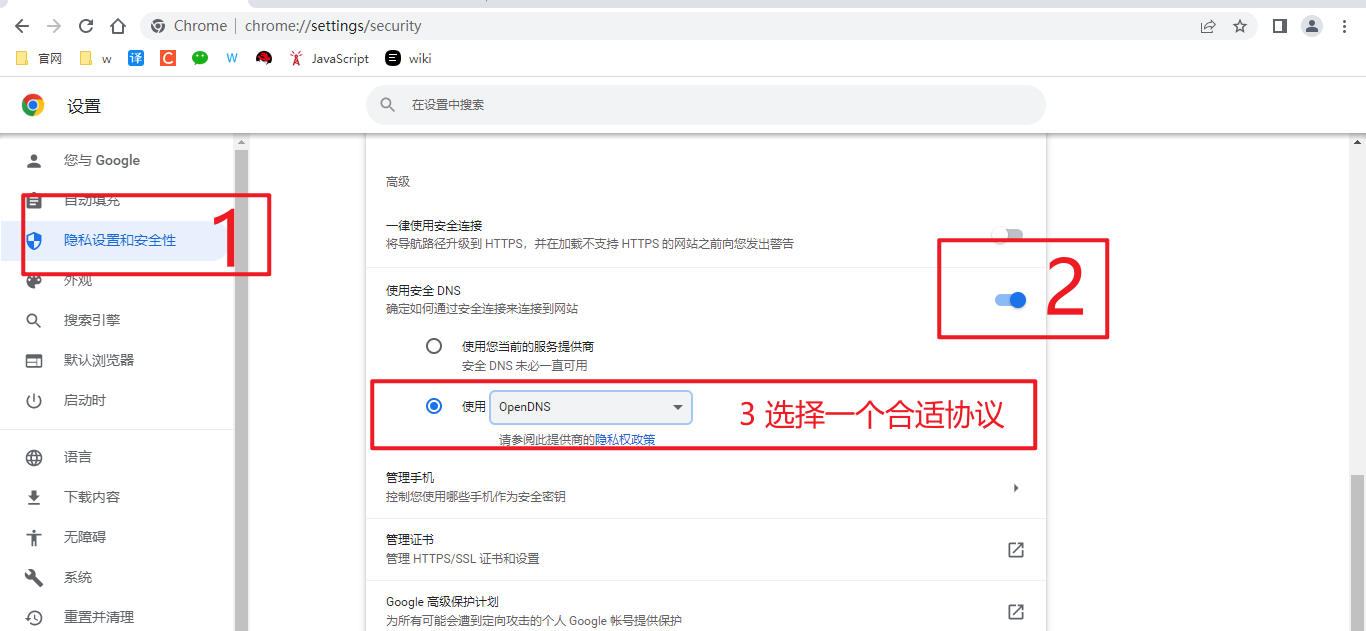 Chrome | chrome://settings/security
官网 w 译 C W JavaScript wiki
设置
在设置中搜索
您与 Google
自动填充
隐私设置和安全性
1
外观
搜索引擎
默认浏览器
启动时
语言
下载内容
无障碍
系统
重置并清理
高级
一律使用安全连接
将导航路径升级到 HTTPS，并在加载不支持 HTTPS 的网站之前向您发出警告
使用安全 DNS
确定如何通过安全连接来连接到网站
2
使用您当前的服务提供商
安全 DNS 未必一直可用
使用 OpenDNS
3 选择一个合适协议
请参阅此提供商的隐私权政策
管理手机
控制您使用哪些手机作为安全密钥
管理证书
管理 HTTPS/SSL 证书和设置
Google 高级保护计划
为所有可能会遭到定向攻击的个人 Google 帐号提供保护